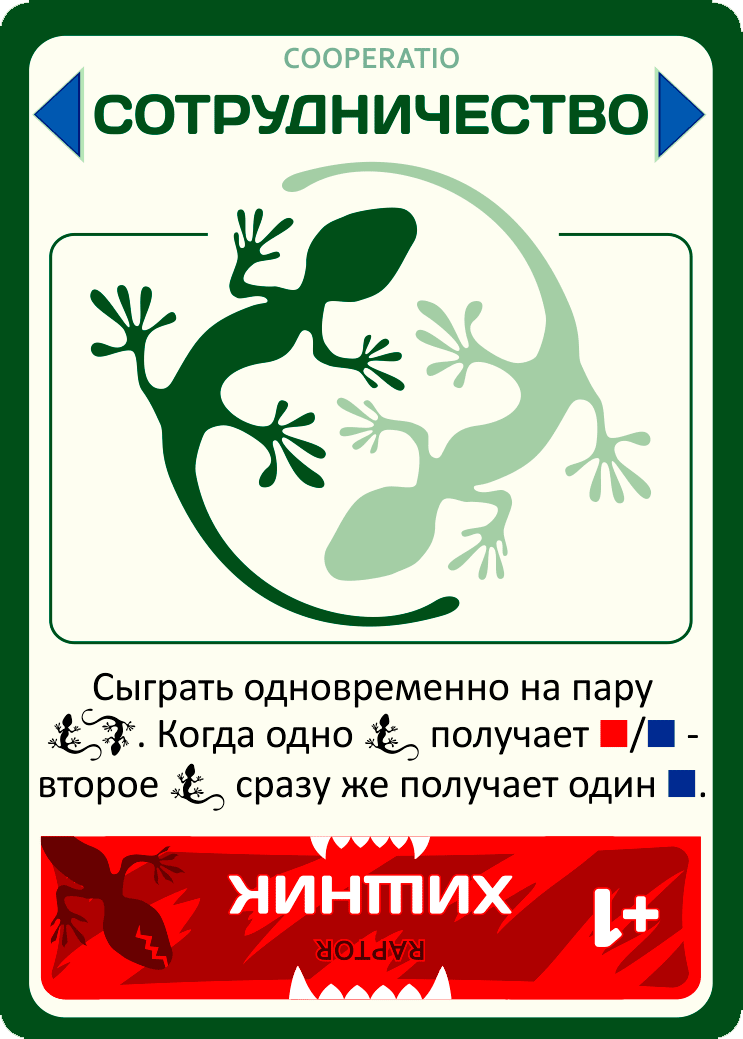 COOPERATIO
СОТРУДНИЧЕСТВО
Сыграть одновременно на пару
. Когда одно получает / -
второе сразу же получает один .
RAPTOR
+1 ХИЩНИК